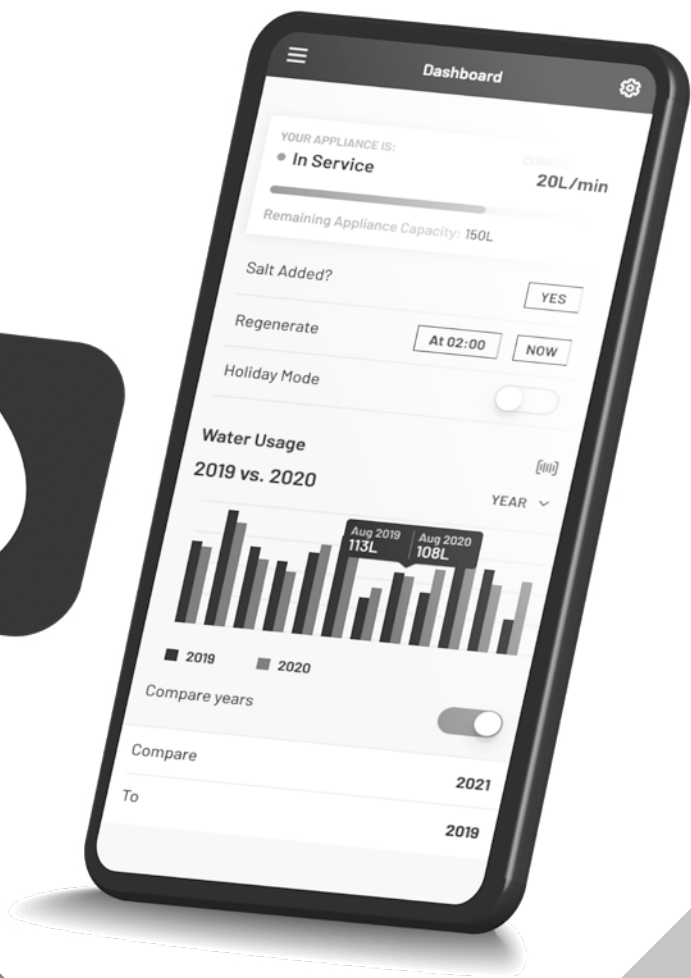 Dashboard
YOUR APPLIANCE IS:
In Service
CURRENT
20L/min
Remaining Appliance Capacity: 150L
Salt Added?
YES
Regenerate
At 02:00
NOW
Holiday Mode
Water Usage
2019 vs. 2020
YEAR
Aug 2019
113L
Aug 2020
108L
2019
2020
Compare years
Compare
2021
To
2019